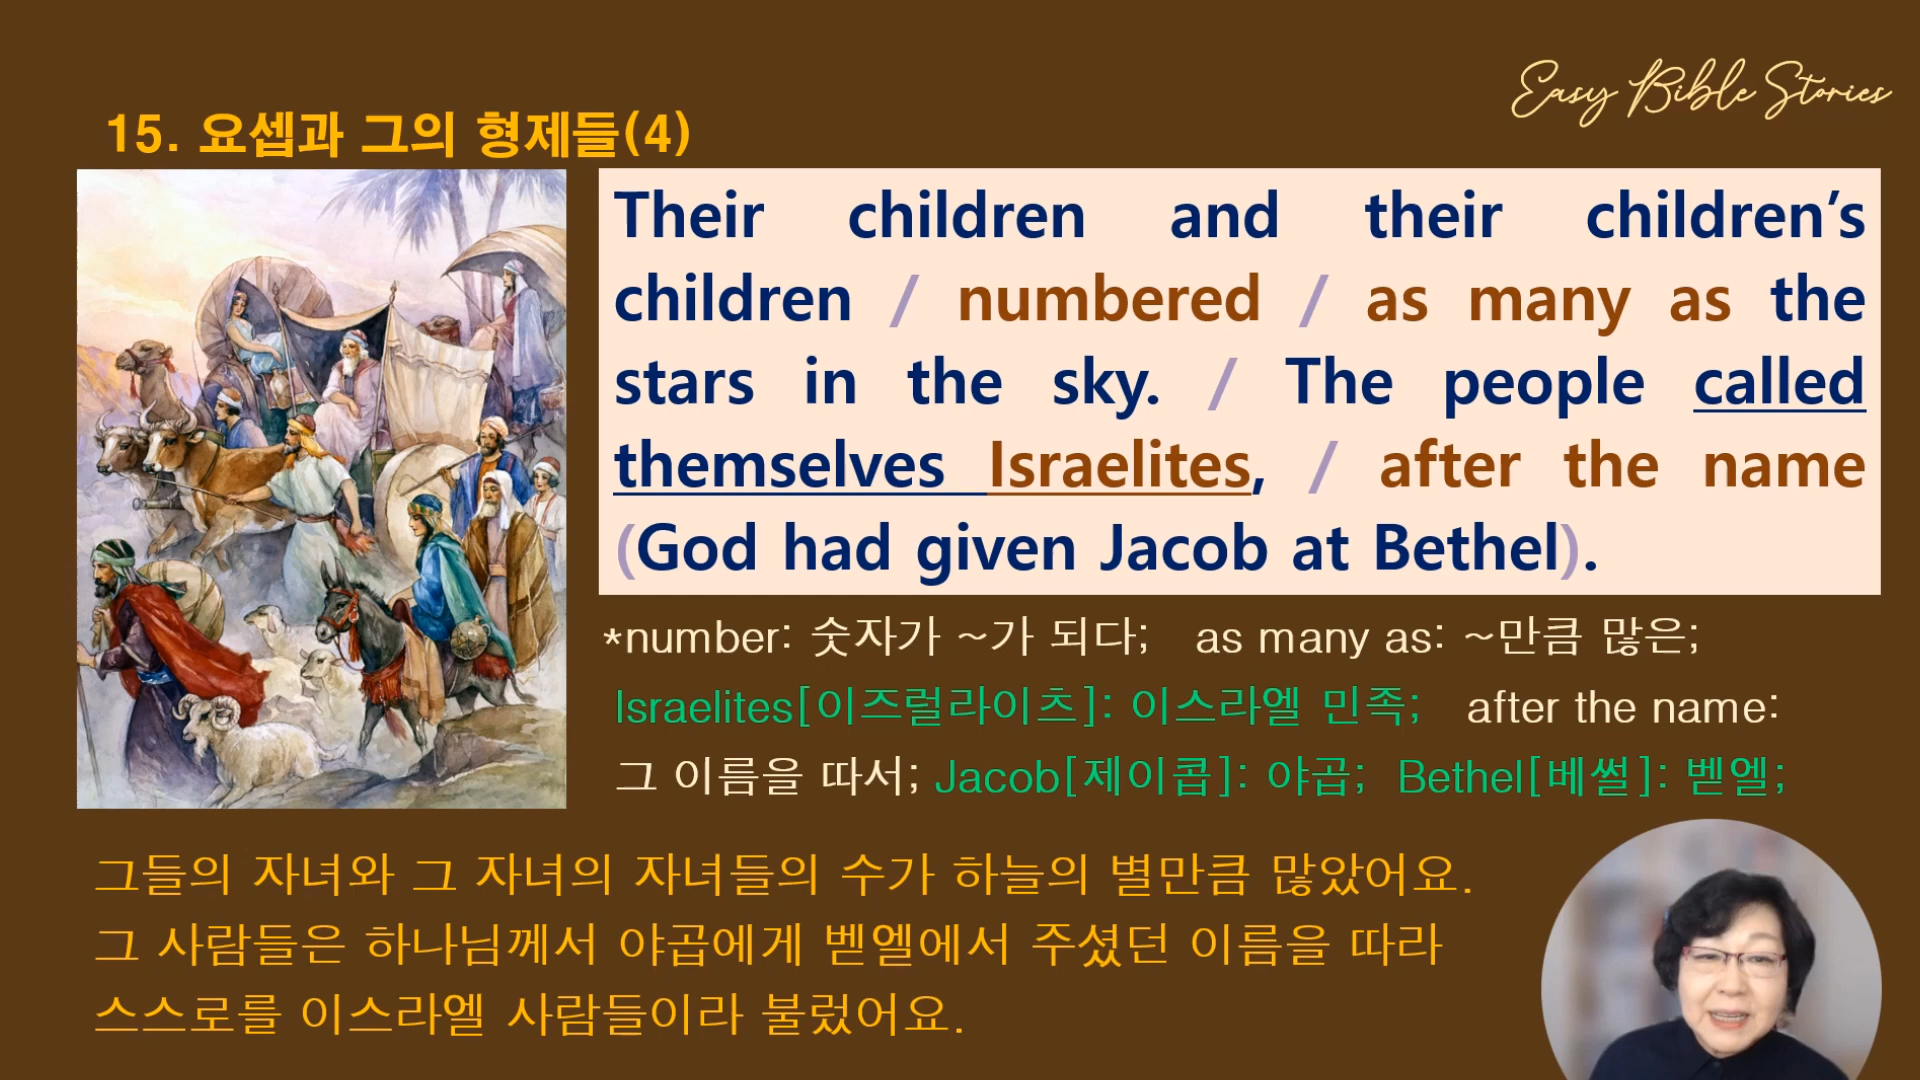 Easy Bible Stories
15. 요셉과 그의 형제들(4)
Their children and their children’s
children / numbered / as many as the
stars in the sky. / The people called
themselves Israelites, / after the name
(God had given Jacob at Bethel).
*number: 숫자가 ~가 되다; as many as: ~만큼 많은;
Israelites[이즈럴라이츠]: 이스라엘 민족; after the name:
그 이름을 따서; Jacob[제이콥]: 야곱; Bethel[베썰]: 벧엘;
그들의 자녀와 그 자녀의 자녀들의 수가 하늘의 별만큼 많았어요.
그 사람들은 하나님께서 야곱에게 벧엘에서 주셨던 이름을 따라
스스로를 이스라엘 사람들이라 불렀어요.